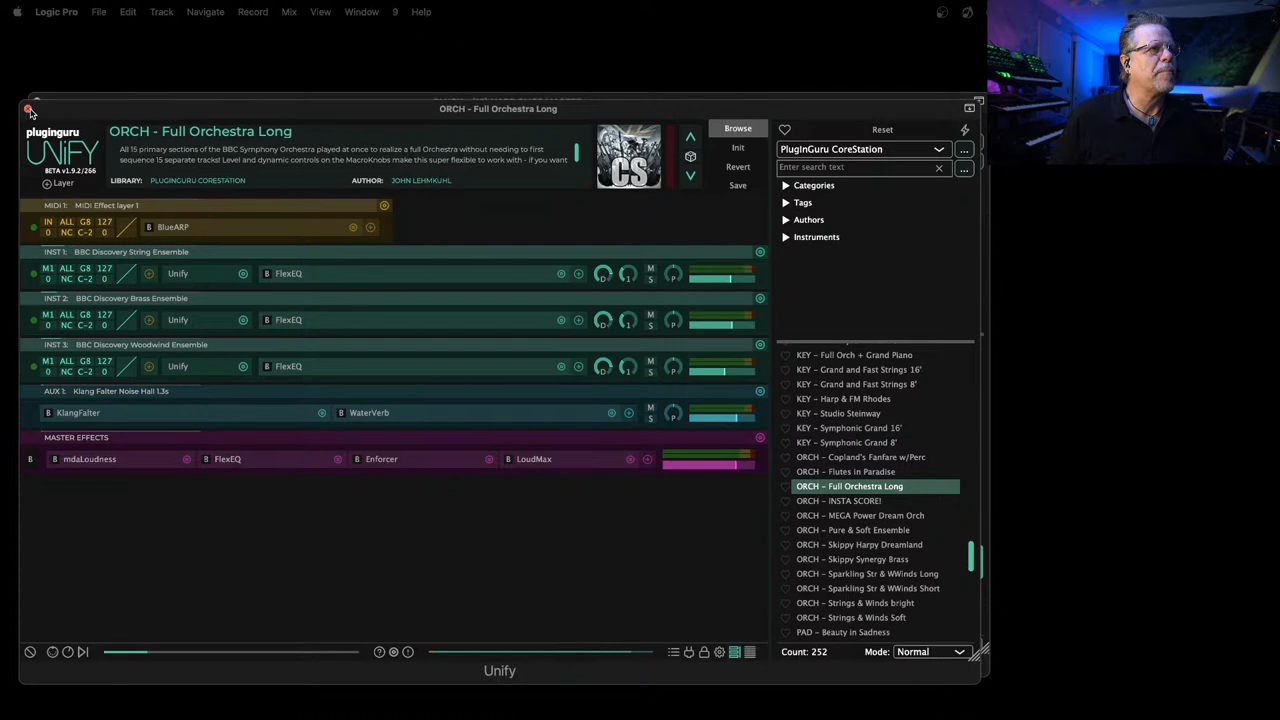 Logic Pro File Edit Track Navigate Record Mix View Window 9 Help
ORCH - Full Orchestra Long
pluginguru
UNIFY
BETA v1.9.2/266
Layer
ORCH - Full Orchestra Long
All 15 primary sections of the BBC Symphony Orchestra played at once to realize a full Orchestra without needing to first
sequence 15 separate tracks! Level and dynamic controls on the MacroKnobs make this super flexible to work with - if you want
LIBRARY: PLUGINGURU CORESTATION AUTHOR: JOHN LEHMKUHL
CS
Browse
Init
Revert
Save
Reset
PlugInGuru CoreStation
...
Enter search text
...
Categories
Tags
Authors
Instruments
MIDI 1: MIDI Effect layer 1
IN ALL G8 127
0 NC C-2 0
B BlueARP
INST 1: BBC Discovery String Ensemble
M1 ALL G8 127
0 NC C-2 0
Unify
B FlexEQ
D 1 M S P
INST 2: BBC Discovery Brass Ensemble
M1 ALL G8 127
0 NC C-2 0
Unify
B FlexEQ
D 1 M S P
INST 3: BBC Discovery Woodwind Ensemble
M1 ALL G8 127
0 NC C-2 0
Unify
B FlexEQ
D 1 M S P
AUX 1: Klang Falter Noise Hall 1.3s
B KlangFalter B WaterVerb M S P
MASTER EFFECTS
B B mdaLoudness B FlexEQ B Enforcer B LoudMax
KEY - Full Orch + Grand Piano
KEY - Grand and Fast Strings 16'
KEY - Grand and Fast Strings 8'
KEY - Harp & FM Rhodes
KEY - Studio Steinway
KEY - Symphonic Grand 16'
KEY - Symphonic Grand 8'
ORCH - Copland's Fanfare w/Perc
ORCH - Flutes in Paradise
ORCH - Full Orchestra Long
ORCH - INSTA SCORE!
ORCH - MEGA Power Dream Orch
ORCH - Pure & Soft Ensemble
ORCH - Skippy Harpy Dreamland
ORCH - Skippy Synergy Brass
ORCH - Sparkling Str & WWinds Long
ORCH - Sparkling Str & WWinds Short
ORCH - Strings & Winds bright
ORCH - Strings & Winds Soft
PAD - Beauty in Sadness
Count: 252 Mode: Normal
Unify